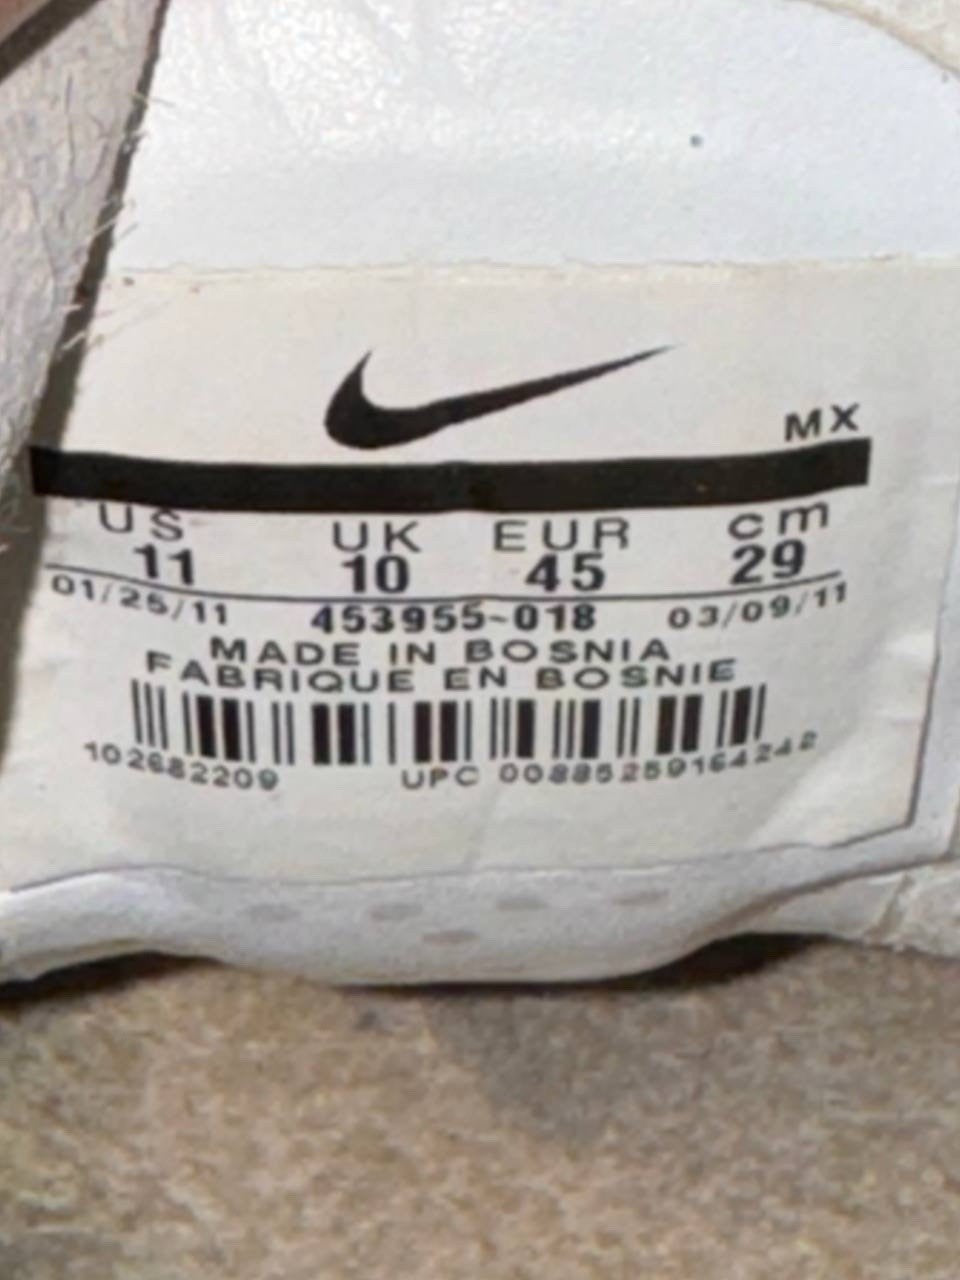 MX
US UK EUR cm
11 10 45 29
01/25/11 453955-018 03/09/11
MADE IN BOSNIA
FABRIQUE EN BOSNIE
102682209 UPC 00885259164242